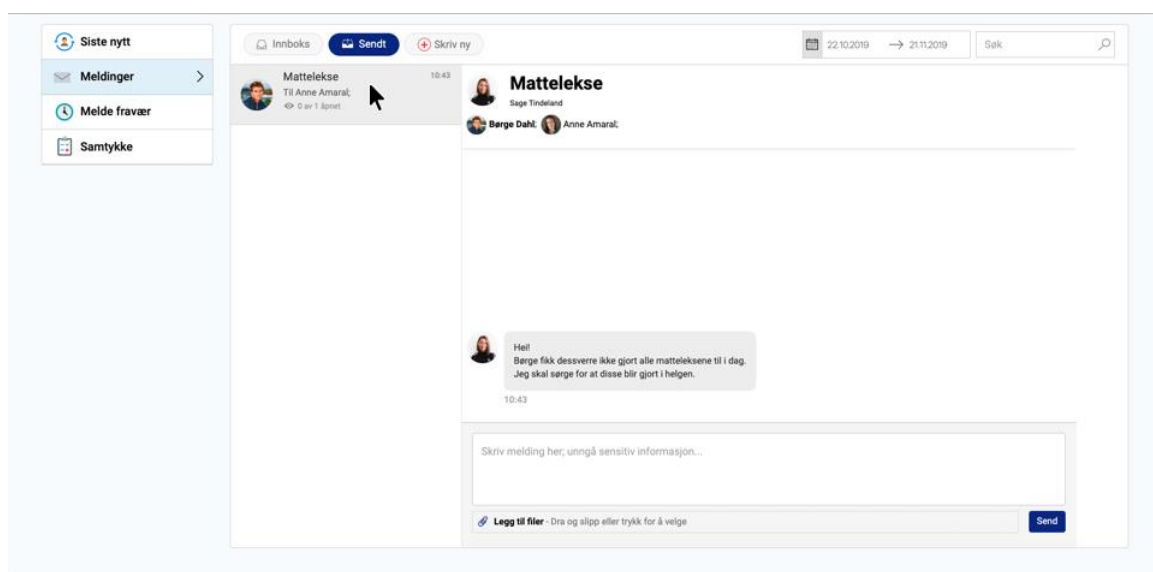 Siste nytt
Meldinger
Melde fravær
Samtykke
Innboks
Sendt
Skriv ny
22.10.2019
21.11.2019
Søk
Mattelekse
10:43
Til Anne Amaral;
0 av 1 åpnet
Mattelekse
Sage Tindeland
Børge Dahl; Anne Amaral;
Hei!
Børge fikk dessverre ikke gjort alle matteleksene til i dag.
Jeg skal sørge for at disse blir gjort i helgen.
10:43
Skriv melding her, unngå sensitiv informasjon...
Legg til filer - Dra og slipp eller trykk for å velge
Send